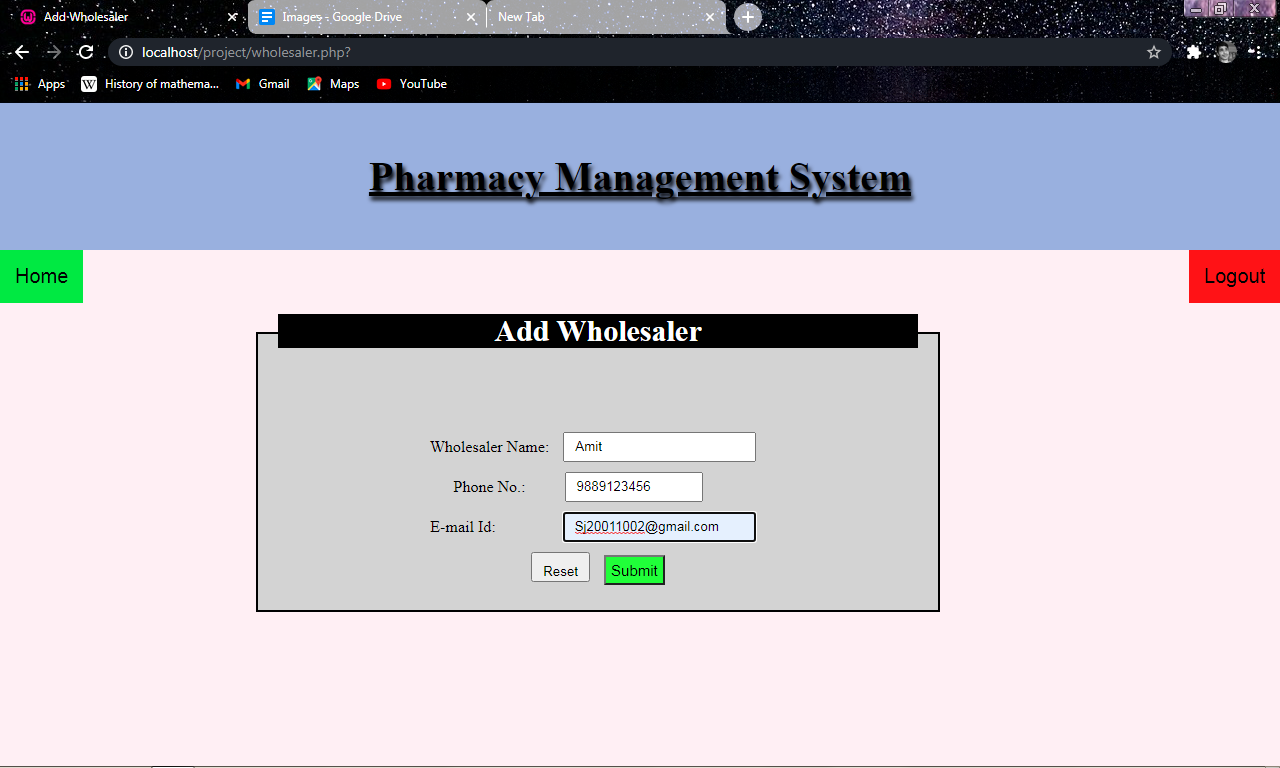 Add Wholesaler
Images - Google Drive
New Tab
localhost/project/wholesaler.php?
Apps
W History of mathema...
Gmail
Maps
YouTube
Pharmacy Management System
Home
Logout
Add Wholesaler
Wholesaler Name: Amit
Phone No.: 9889123456
E-mail Id: Sj20011002@gmail.com
Reset Submit